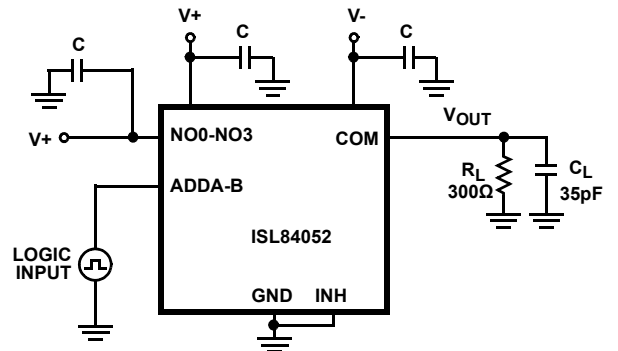 V+
C
V-
C
C
V+
NO0-NO3
COM
VOUT
ADDA-B
RL
300Ω
CL
35pF
LOGIC
INPUT
ISL84052
GND
INH